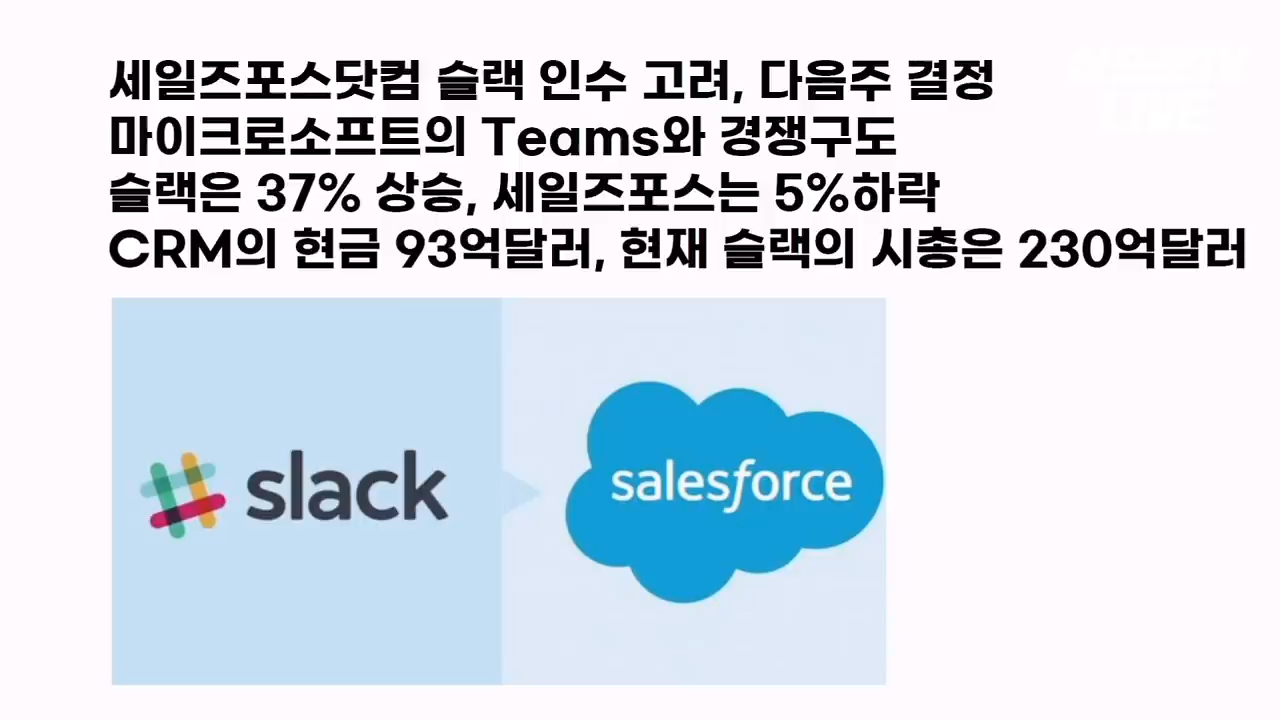 세일즈포스닷컴 슬랙 인수 고려, 다음주 결정
마이크로소프트의 Teams와 경쟁구도
슬랙은 37% 상승, 세일즈포스는 5%하락
CRM의 현금 93억달러, 현재 슬랙의 시총은 230억달러
slack
salesforce
LIVE